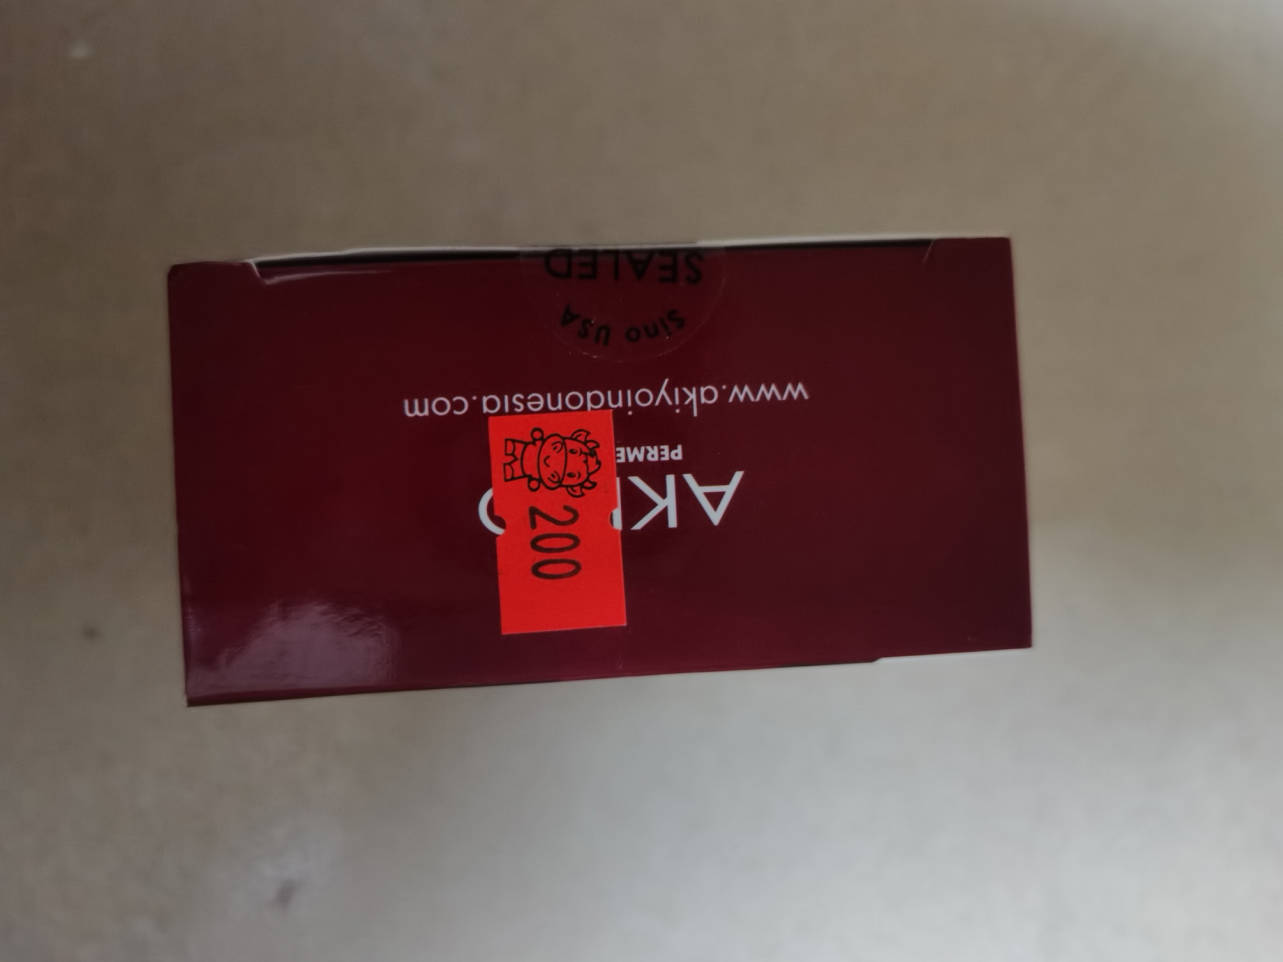 AK
PERME
www.akiyoindonesia.com
Sino USA
SEALED
200